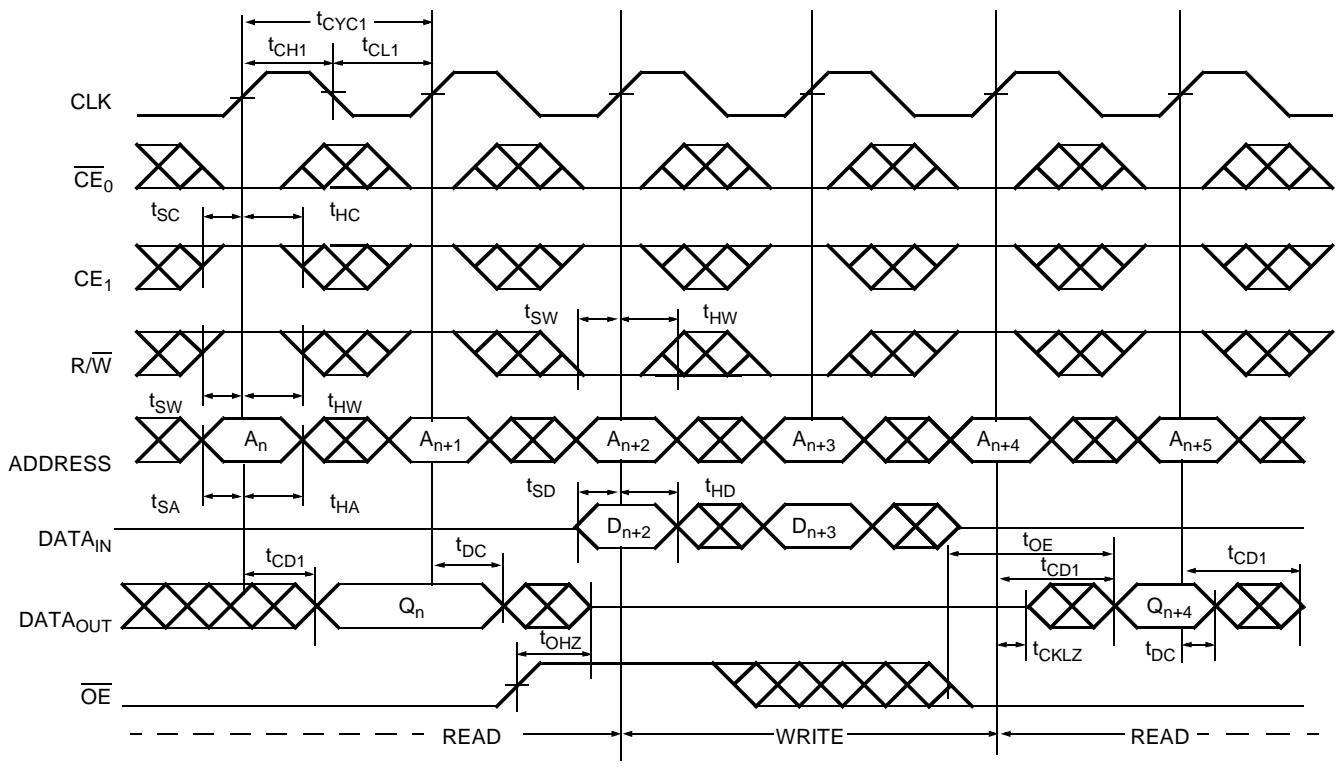 tCYC1
tCH1 tCL1
CLK
CE0
tSC tHC
CE1
tSW tHW
R/W
tSW tHW
An An+1 An+2 An+3 An+4 An+5
ADDRESS
tSA tHA tSD tHD
Dn+2 Dn+3
DATAIN
tOE
tCD1 tDC tCD1 tCD1
Qn Qn+4
DATAOUT
tOHZ tCKLZ tDC
OE
READ WRITE READ